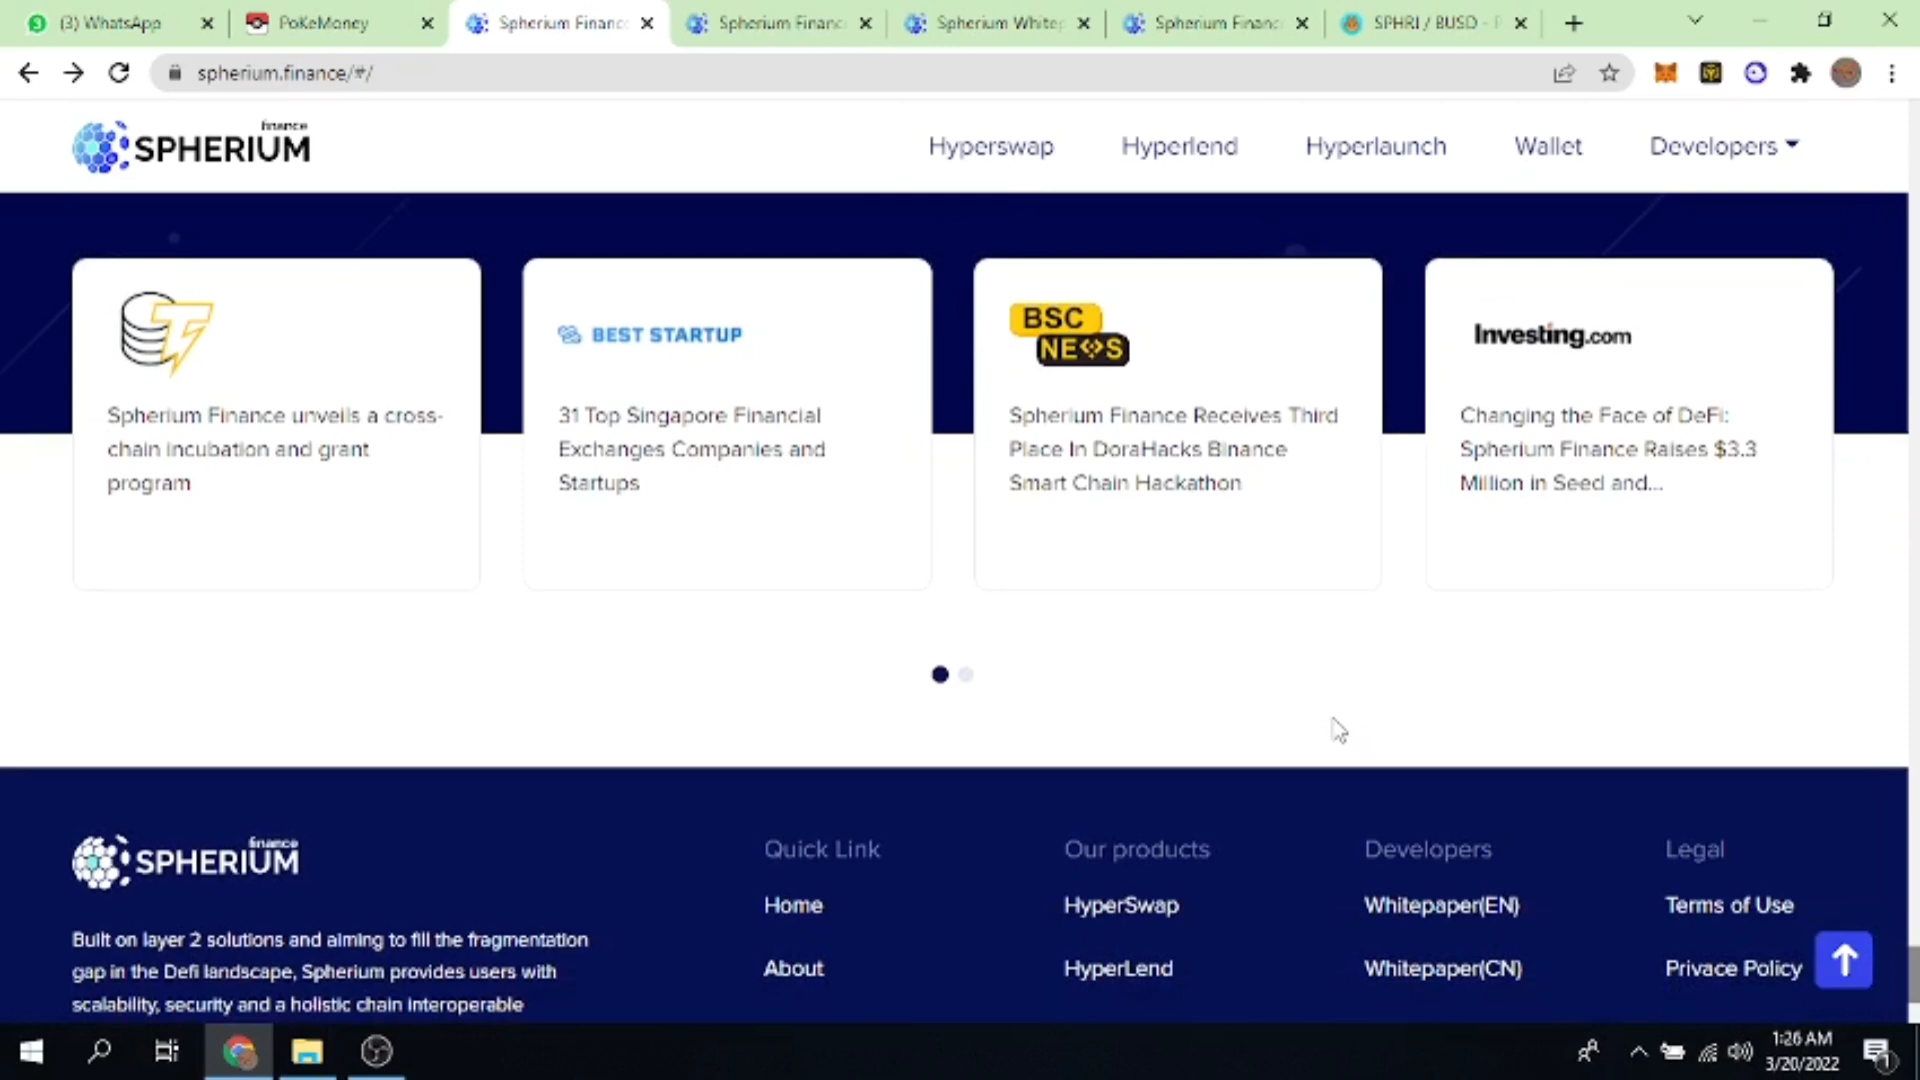 (3) WhatsApp
PoKeMoney
Spherium Financ
Spherium Financ
Spherium Whitep
Spherium Financ
SPHRI / BUSD - P
spherium.finance/#/
finance
SPHERIUM
Hyperswap
Hyperlend
Hyperlaunch
Wallet
Developers
T
Spherium Finance unveils a cross-
chain incubation and grant
program
BEST STARTUP
31 Top Singapore Financial
Exchanges Companies and
Startups
BSC
NEWS
Spherium Finance Receives Third
Place In DoraHacks Binance
Smart Chain Hackathon
Investing.com
Changing the Face of DeFi:
Spherium Finance Raises $3.3
Million in Seed and...
finance
SPHERIUM
Built on layer 2 solutions and aiming to fill the fragmentation
gap in the Defi landscape, Spherium provides users with
scalability, security and a holistic chain interoperable
Quick Link
Home
About
Our products
HyperSwap
HyperLend
Developers
Whitepaper(EN)
Whitepaper(CN)
Legal
Terms of Use
Privace Policy
1:26 AM
3/20/2022
1